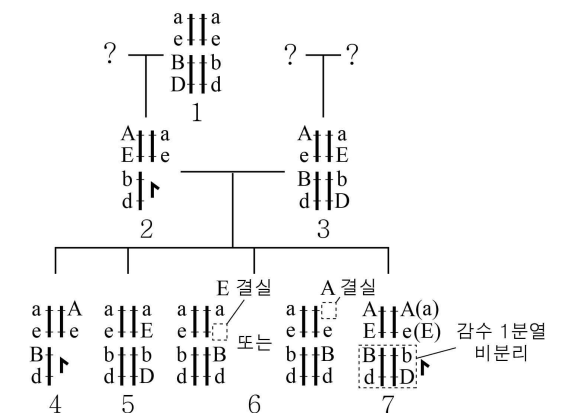 a a
e e
? B b ? ?
D d
1
A a A a
E e e E
b B b
d d D
2 3
E 결실 A 결실
a A a a a a A A(a)
e e e E e 또는 e e E e(E) 감수 1분열
B b b b B b B B b 비분리
d d D d d d d d D
4 5 6 7